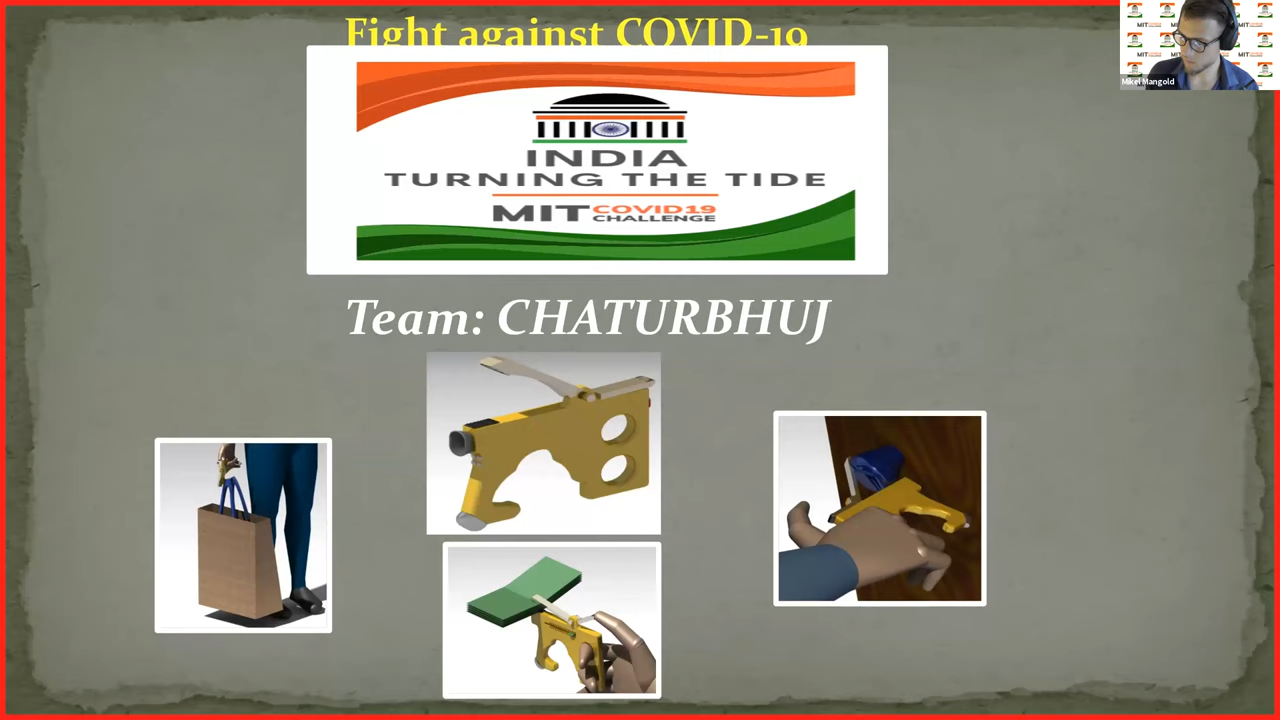 Fight against COVID-19
INDIA
TURNING THE TIDE
MIT COVID19
CHALLENGE
Team: CHATURBHUJ
Mikel Mangold